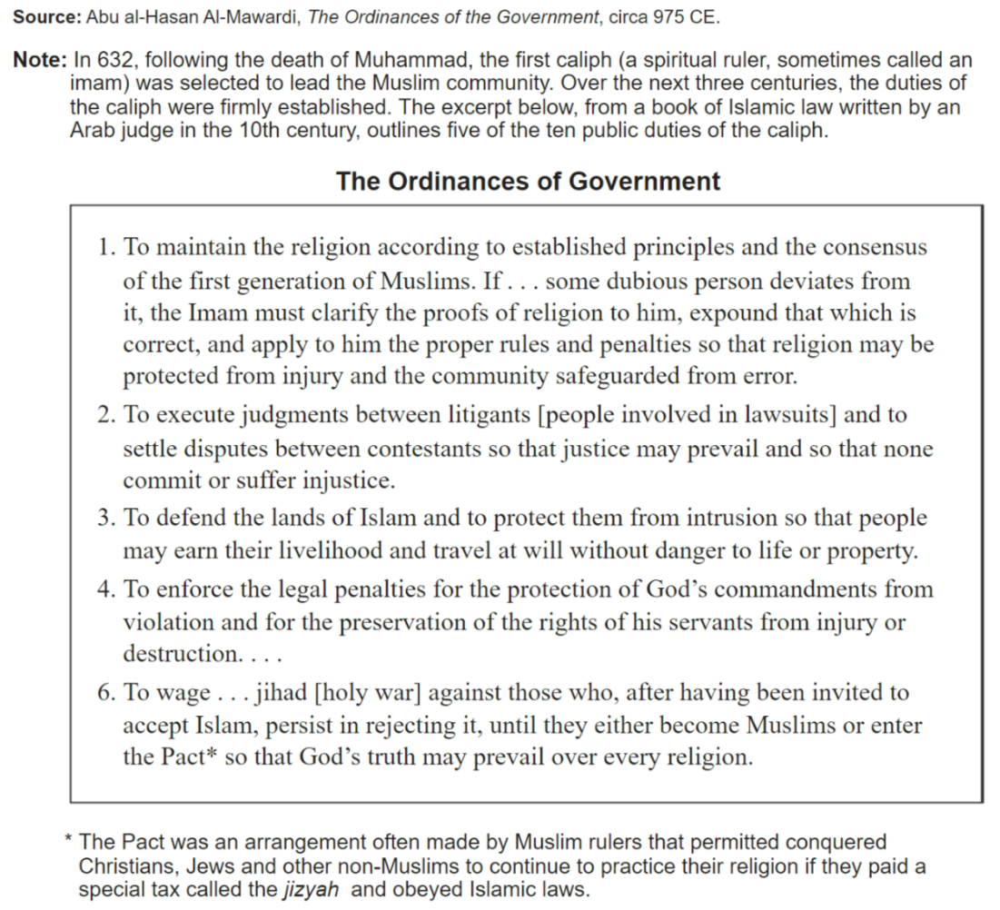 Source: Abu al-Hasan Al-Mawardi, The Ordinances of the Government, circa 975 CE.
Note: In 632, following the death of Muhammad, the first caliph (a spiritual ruler, sometimes called an
imam) was selected to lead the Muslim community. Over the next three centuries, the duties of
the caliph were firmly established. The excerpt below, from a book of Islamic law written by an
Arab judge in the 10th century, outlines five of the ten public duties of the caliph.
The Ordinances of Government
1. To maintain the religion according to established principles and the consensus
of the first generation of Muslims. If . . . some dubious person deviates from
it, the Imam must clarify the proofs of religion to him, expound that which is
correct, and apply to him the proper rules and penalties so that religion may be
protected from injury and the community safeguarded from error.
2. To execute judgments between litigants [people involved in lawsuits] and to
settle disputes between contestants so that justice may prevail and so that none
commit or suffer injustice.
3. To defend the lands of Islam and to protect them from intrusion so that people
may earn their livelihood and travel at will without danger to life or property.
4. To enforce the legal penalties for the protection of God’s commandments from
violation and for the preservation of the rights of his servants from injury or
destruction. . . .
6. To wage . . . jihad [holy war] against those who, after having been invited to
accept Islam, persist in rejecting it, until they either become Muslims or enter
the Pact* so that God’s truth may prevail over every religion.
* The Pact was an arrangement often made by Muslim rulers that permitted conquered
Christians, Jews and other non-Muslims to continue to practice their religion if they paid a
special tax called the jizyah and obeyed Islamic laws.